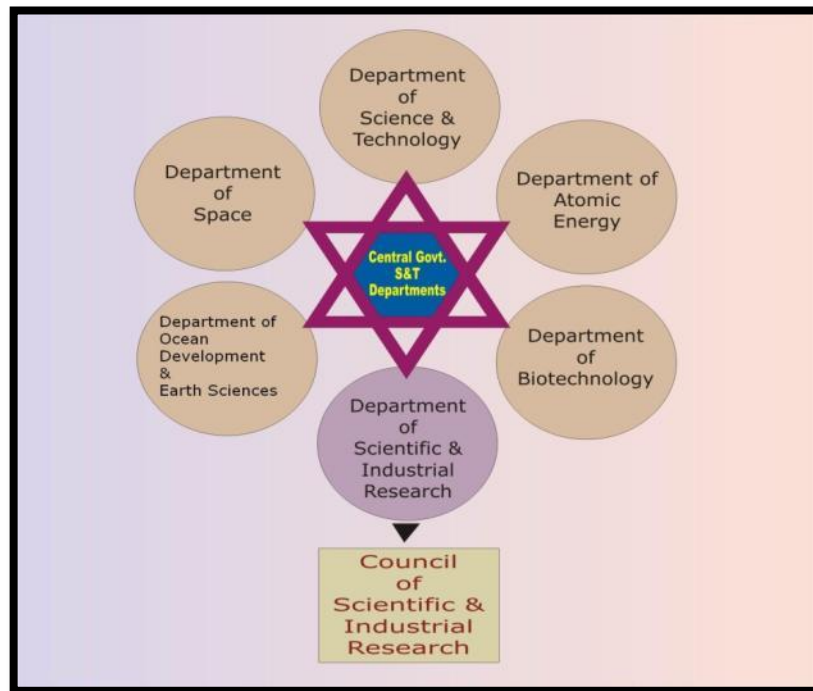 Department
of
Science &
Technology
Department
of
Space
Department of
Atomic
Energy
Central Govt.
S&T
Departments
Department of
Ocean
Development
&
Earth Sciences
Department
of
Biotechnology
Department
of
Scientific &
Industrial
Research
Council
of
Scientific &
Industrial
Research